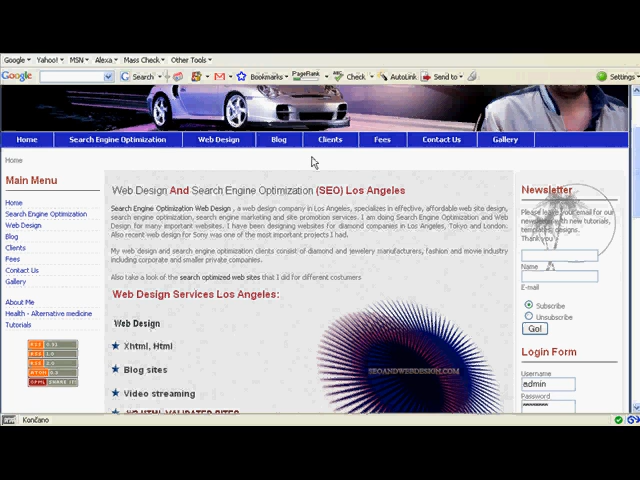 Google Yahoo! MSN Alexa Mass Check Other Tools
Google Search Bookmarks PageRank Check AutoLink Send to Settings
Home Search Engine Optimization Web Design Blog Clients Fees Contact Us Gallery
Home
Main Menu
Home
Search Engine Optimization
Web Design
Blog
Clients
Fees
Contact Us
Gallery
About Me
Health - Alternative medicine
Tutorials
Web Design And Search Engine Optimization (SEO) Los Angeles
Search Engine Optimization Web Design , a web design company in Los Angeles, specializes in effective, affordable web site design,
search engine optimization, search engine marketing and site promotion services. I am doing Search Engine Optimization and Web
Design for many important websites. I have been designing websites for diamond companies in Los Angeles, Tokyo and London.
Also recent web design for Sony was one of the most important projects I had.
My web design and search engine optimization clients consist of diamond and jewelery manufacturers, fashion and movie industry
including corporate and smaller private companies.
Also take a look of the search optimized web sites that I did for different costumers
Web Design Services Los Angeles:
Web Design
Xhtml, Html
Blog sites
Video streaming
SEOANDWEBDESIGN.COM
Newsletter
Please leave your email for our
newsletter with new tutorials,
templates, designs.
Thank you
Name
E-mail
Subscribe
Unsubscribe
Go!
Login Form
Username
admin
Password
Končano